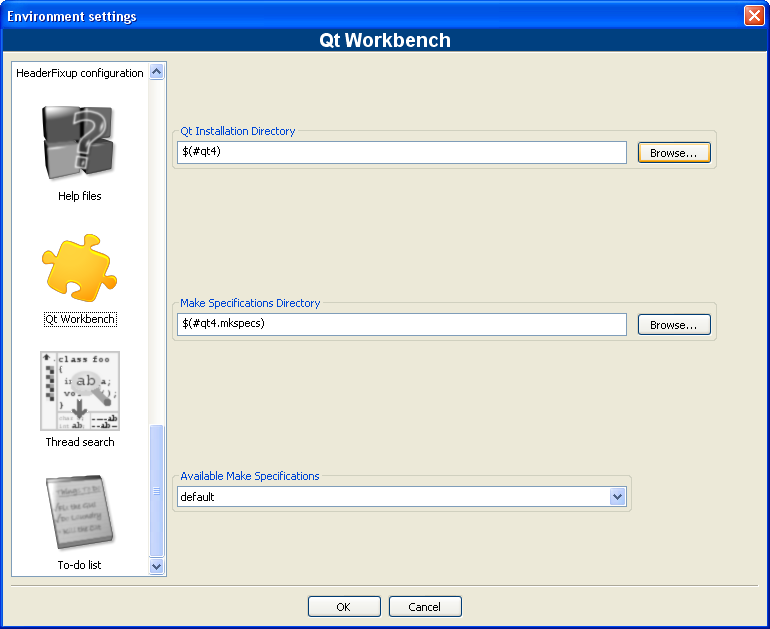 Environment settings
Qt Workbench
HeaderFixup configuration
Help files
Qt Workbench
class foo
{
ab
}
Thread search
To-do list
Qt Installation Directory
$(#qt4)
Browse...
Make Specifications Directory
$(#qt4.mkspecs)
Browse...
Available Make Specifications
default
OK
Cancel